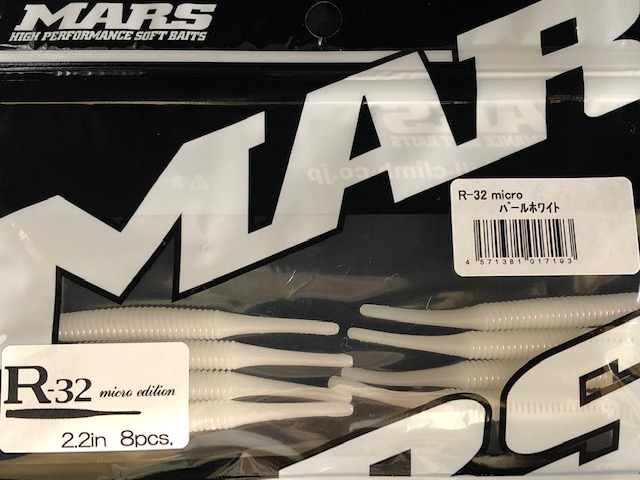 MARS
HIGH PERFORMANCE SOFT BAITS
MAR
R-32 micro
パールホワイト
4 571381 017193
R-32 micro edition
2.2in 8pcs.
RS